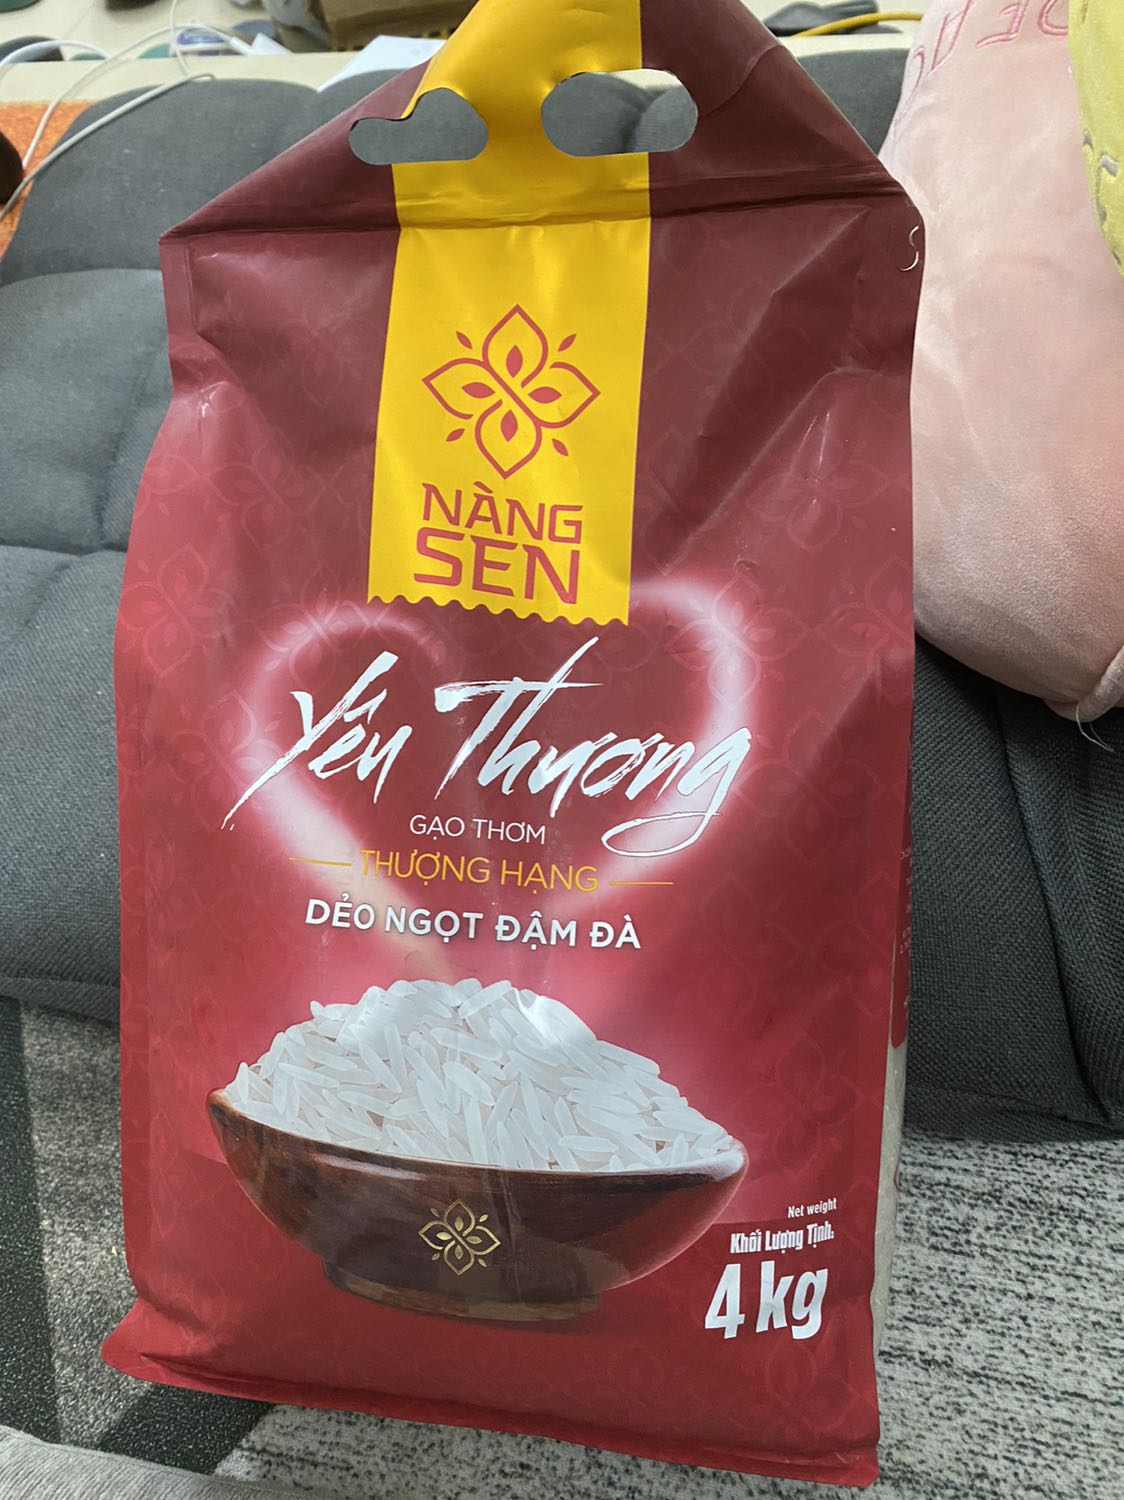 NÀNG
SEN
Yêu Thương
GẠO THƠM
THƯỢNG HẠNG
DẺO NGỌT ĐẬM ĐÀ
Net weight
Khối Lượng Tịnh:
4 kg